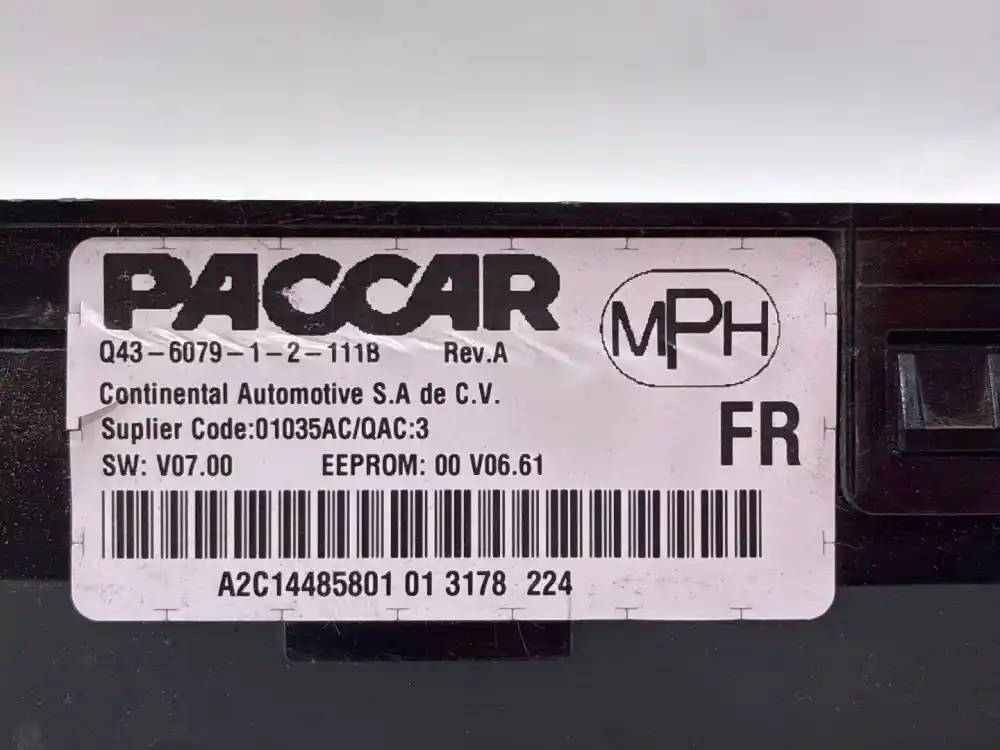 PACCAR
MPH
Q43-6079-1-2-111B Rev.A
Continental Automotive S.A de C.V.
Suplier Code:01035AC/QAC:3
FR
SW: V07.00 EEPROM: 00 V06.61
A2C14485801 01 3178 224